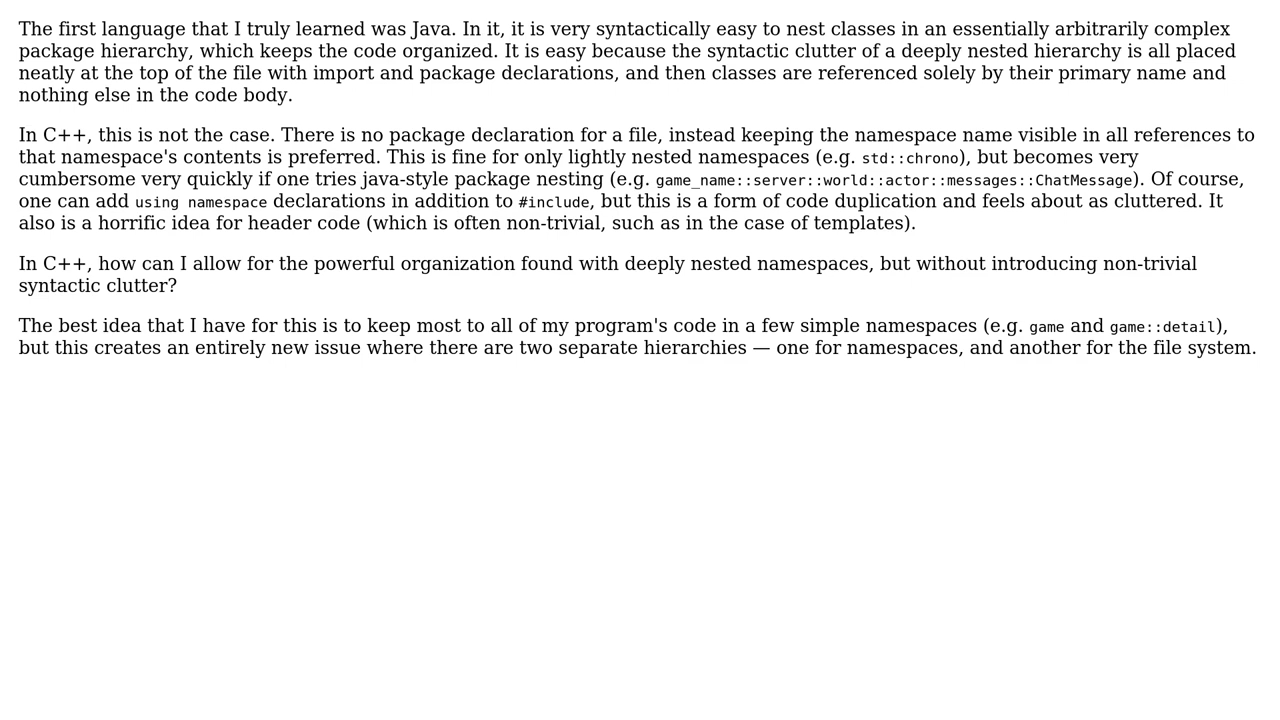 The first language that I truly learned was Java. In it, it is very syntactically easy to nest classes in an essentially arbitrarily complex
package hierarchy, which keeps the code organized. It is easy because the syntactic clutter of a deeply nested hierarchy is all placed
neatly at the top of the file with import and package declarations, and then classes are referenced solely by their primary name and
nothing else in the code body.
In C++, this is not the case. There is no package declaration for a file, instead keeping the namespace name visible in all references to
that namespace's contents is preferred. This is fine for only lightly nested namespaces (e.g. std::chrono), but becomes very
cumbersome very quickly if one tries java-style package nesting (e.g. game_name::server::world::actor::messages::ChatMessage). Of course,
one can add using namespace declarations in addition to #include, but this is a form of code duplication and feels about as cluttered. It
also is a horrific idea for header code (which is often non-trivial, such as in the case of templates).
In C++, how can I allow for the powerful organization found with deeply nested namespaces, but without introducing non-trivial
syntactic clutter?
The best idea that I have for this is to keep most to all of my program's code in a few simple namespaces (e.g. game and game::detail),
but this creates an entirely new issue where there are two separate hierarchies — one for namespaces, and another for the file system.